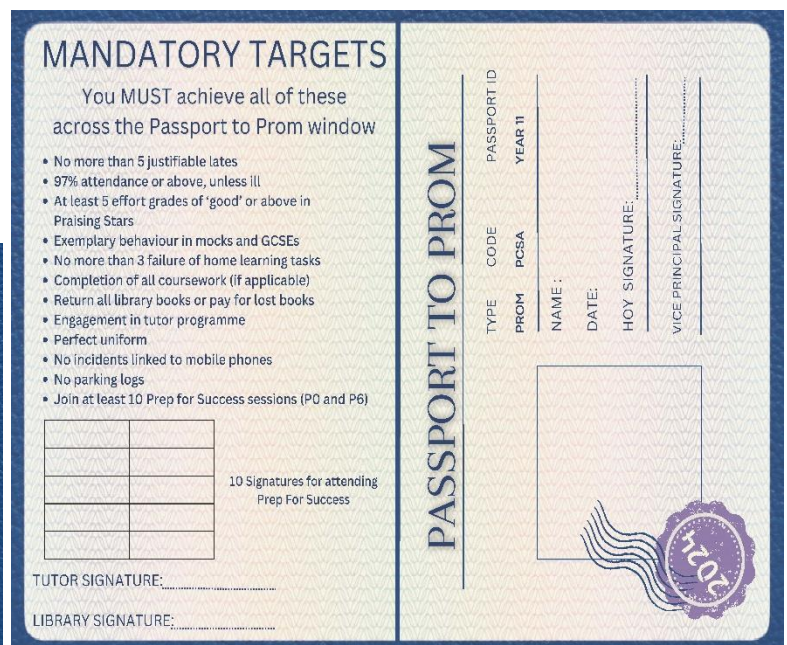 MANDATORY TARGETS
You MUST achieve all of these
across the Passport to Prom window
• No more than 5 justifiable lates
• 97% attendance or above, unless ill
• At least 5 effort grades of ‘good’ or above in
Praising Stars
• Exemplary behaviour in mocks and GCSEs
• No more than 3 failure of home learning tasks
• Completion of all coursework (if applicable)
• Return all library books or pay for lost books
• Engagement in tutor programme
• Perfect uniform
• No incidents linked to mobile phones
• No parking logs
• Join at least 10 Prep for Success sessions (P0 and P6)
10 Signatures for attending
Prep For Success
TUTOR SIGNATURE:
LIBRARY SIGNATURE:
PASSPORT TO PROM
TYPE CODE PASSPORT ID
PROM PCSA YEAR 11
NAME :
DATE:
HOY SIGNATURE:
VICE PRINCIPAL SIGNATURE:
2024